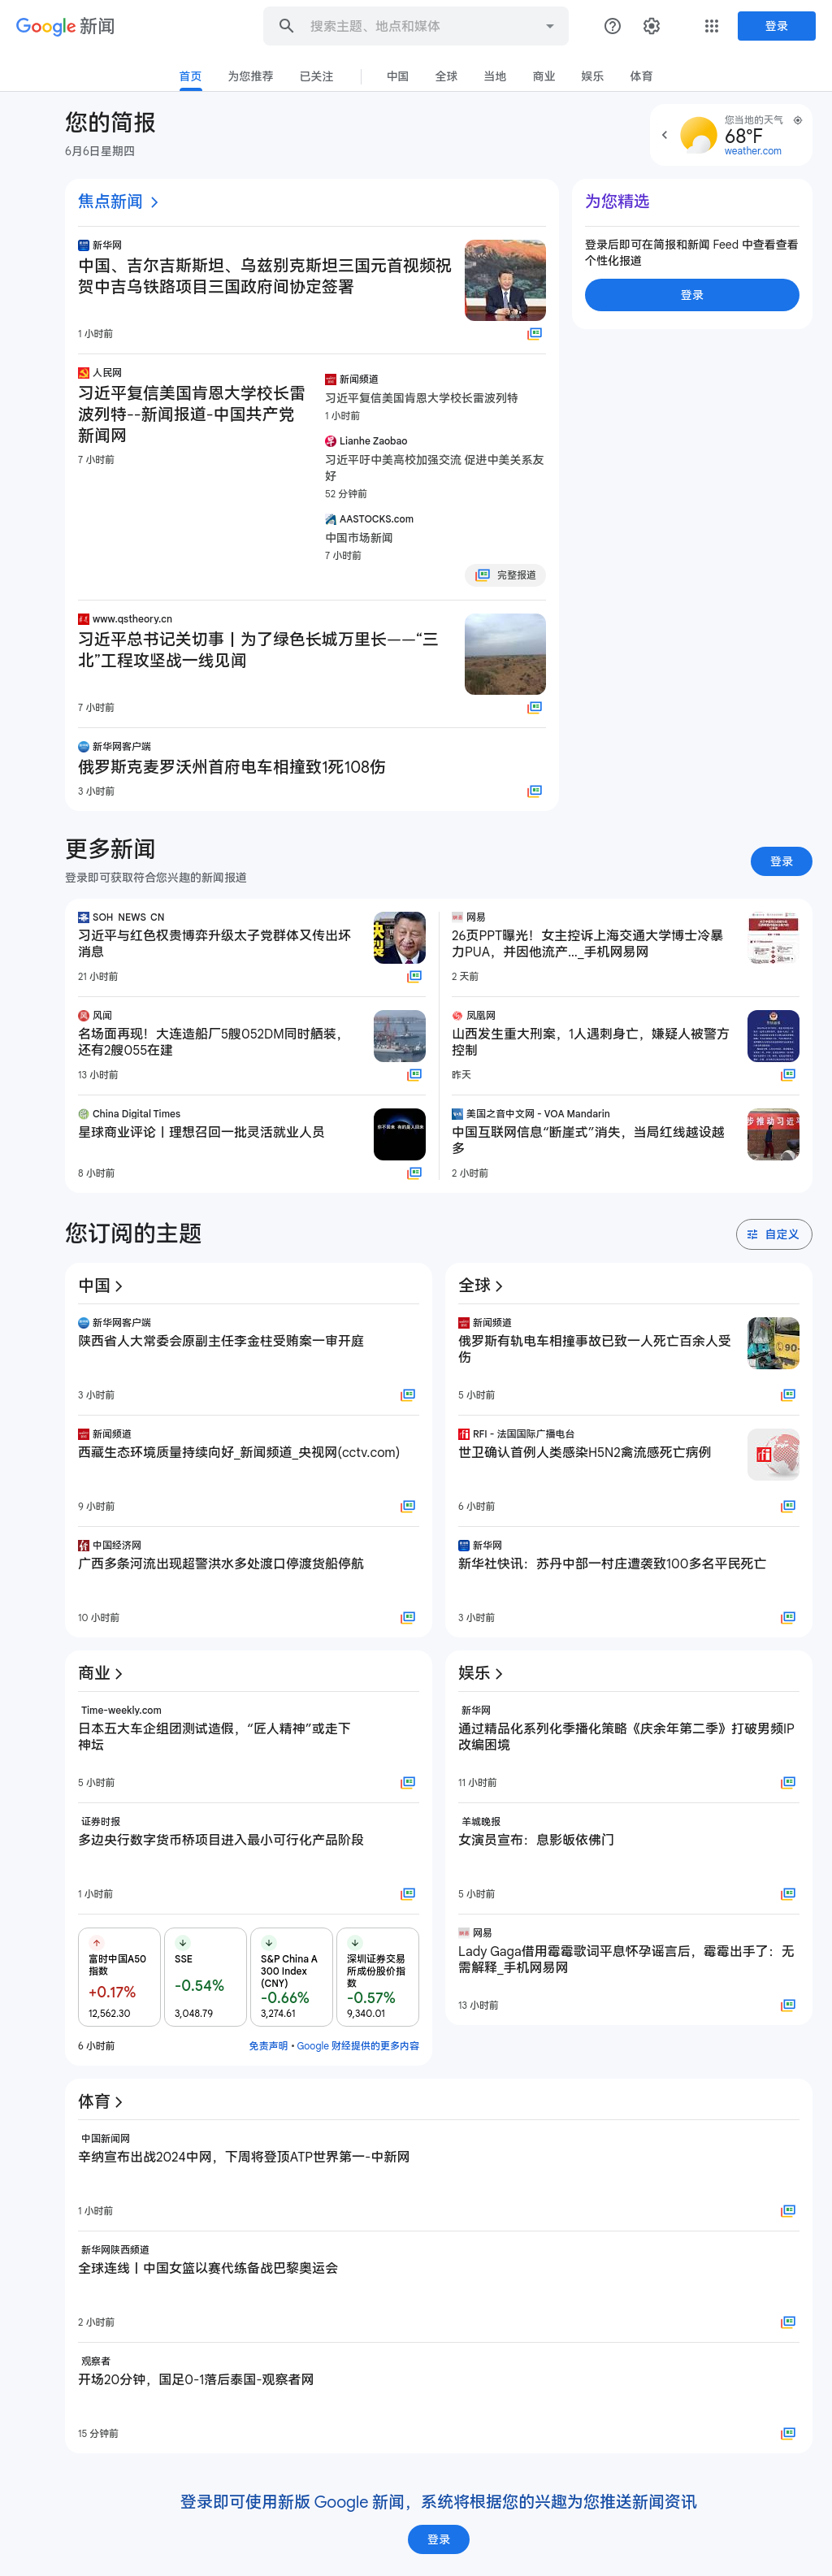 Google 新闻
搜索主题、地点和媒体
登录
首页
为您推荐
已关注
中国
全球
当地
商业
娱乐
体育
您的简报
6月6日星期四
您当地的天气
68°F
weather.com
焦点新闻
新华网
中国、吉尔吉斯斯坦、乌兹别克斯坦三国元首视频祝
贺中吉乌铁路项目三国政府间协定签署
1 小时前
人民网
习近平复信美国肯恩大学校长雷
波列特--新闻报道-中国共产党
新闻网
7 小时前
新闻频道
习近平复信美国肯恩大学校长雷波列特
1 小时前
Lianhe Zaobao
习近平吁中美高校加强交流 促进中美关系友
好
52 分钟前
AASTOCKS.com
中国市场新闻
7 小时前
完整报道
www.qstheory.cn
习近平总书记关切事丨为了绿色长城万里长——“三
北”工程攻坚战一线见闻
7 小时前
新华网客户端
俄罗斯克麦罗沃州首府电车相撞致1死108伤
3 小时前
为您精选
登录后即可在简报和新闻 Feed 中查看查看
个性化报道
登录
更多新闻
登录即可获取符合您兴趣的新闻报道
登录
SOH_NEWS_CN
习近平与红色权贵博弈升级太子党群体又传出坏
消息
21 小时前
风闻
名场面再现！大连造船厂5艘052DM同时舾装，
还有2艘055在建
13 小时前
China Digital Times
星球商业评论丨理想召回一批灵活就业人员
8 小时前
网易
26页PPT曝光！女主控诉上海交通大学博士冷暴
力PUA，并因他流产..._手机网易网
2 天前
凤凰网
山西发生重大刑案，1人遇刺身亡，嫌疑人被警方
控制
昨天
美国之音中文网 - VOA Mandarin
中国互联网信息“断崖式”消失，当局红线越设越
多
2 小时前
您订阅的主题
自定义
中国
新华网客户端
陕西省人大常委会原副主任李金柱受贿案一审开庭
3 小时前
新闻频道
西藏生态环境质量持续向好_新闻频道_央视网(cctv.com)
9 小时前
中国经济网
广西多条河流出现超警洪水多处渡口停渡货船停航
10 小时前
全球
新闻频道
俄罗斯有轨电车相撞事故已致一人死亡百余人受
伤
5 小时前
RFI - 法国国际广播电台
世卫确认首例人类感染H5N2禽流感死亡病例
6 小时前
新华网
新华社快讯：苏丹中部一村庄遭袭致100多名平民死亡
3 小时前
商业
Time-weekly.com
日本五大车企组团测试造假，“匠人精神”或走下
神坛
5 小时前
证券时报
多边央行数字货币桥项目进入最小可行化产品阶段
1 小时前
富时中国A50
指数
+0.17%
12,562.30
SSE
-0.54%
3,048.79
S&P China A
300 Index
(CNY)
-0.66%
3,274.61
深圳证券交易
所成份股价指
数
-0.57%
9,340.01
6 小时前
免责声明 • Google 财经提供的更多内容
娱乐
新华网
通过精品化系列化季播化策略《庆余年第二季》打破男频IP
改编困境
11 小时前
羊城晚报
女演员宣布：息影皈依佛门
5 小时前
网易
Lady Gaga借用霉霉歌词平息怀孕谣言后，霉霉出手了：无
需解释_手机网易网
13 小时前
体育
中国新闻网
辛纳宣布出战2024中网，下周将登顶ATP世界第一-中新网
1 小时前
新华网陕西频道
全球连线丨中国女篮以赛代练备战巴黎奥运会
2 小时前
观察者
开场20分钟，国足0-1落后泰国-观察者网
15 分钟前
登录即可使用新版 Google 新闻，系统将根据您的兴趣为您推送新闻资讯
登录